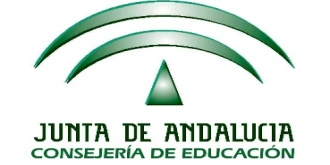 JUNTA DE ANDALUCIA
CONSEJERÍA DE EDUCACIÓN